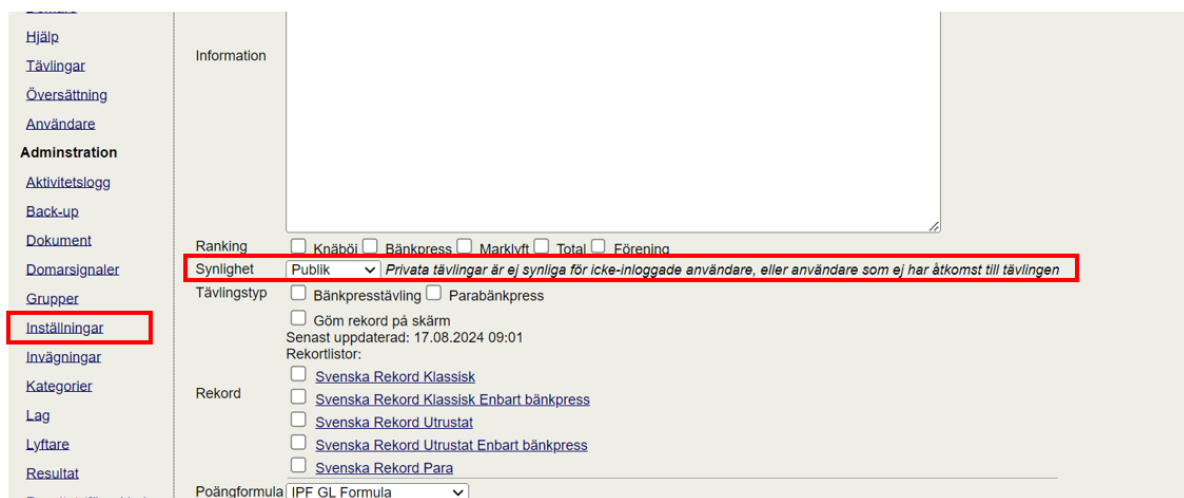 Hjälp
Tävlingar
Översättning
Användare
Adminstration
Aktivitetslogg
Back-up
Dokument
Domarsignaler
Grupper
Inställningar
Invägningar
Kategorier
Lag
Lyftare
Resultat
Information
Ranking Knäböj Bänkpress Marklyft Total Förening
Synlighet Publik Privata tävlingar är ej synliga för icke-inloggade användare, eller användare som ej har åtkomst till tävlingen
Tävlingstyp Bänkpresstävling Parabänkpress
Göm rekord på skärm
Senast uppdaterad: 17.08.2024 09:01
Rekortlistor:
Rekord
Svenska Rekord Klassisk
Svenska Rekord Klassisk Enbart bänkpress
Svenska Rekord Utrustat
Svenska Rekord Utrustat Enbart bänkpress
Svenska Rekord Para
Poängformula IPF GL Formula